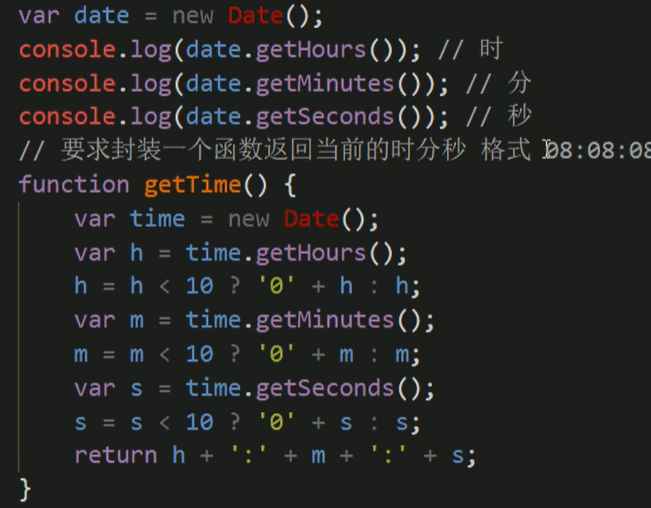 var date = new Date();
console.log(date.getHours()); // 时
console.log(date.getMinutes()); // 分
console.log(date.getSeconds()); // 秒
// 要求封装一个函数返回当前的时分秒 格式 08:08:08
function getTime() {
var time = new Date();
var h = time.getHours();
h = h < 10 ? '0' + h : h;
var m = time.getMinutes();
m = m < 10 ? '0' + m : m;
var s = time.getSeconds();
s = s < 10 ? '0' + s : s;
return h + ':' + m + ':' + s;
}